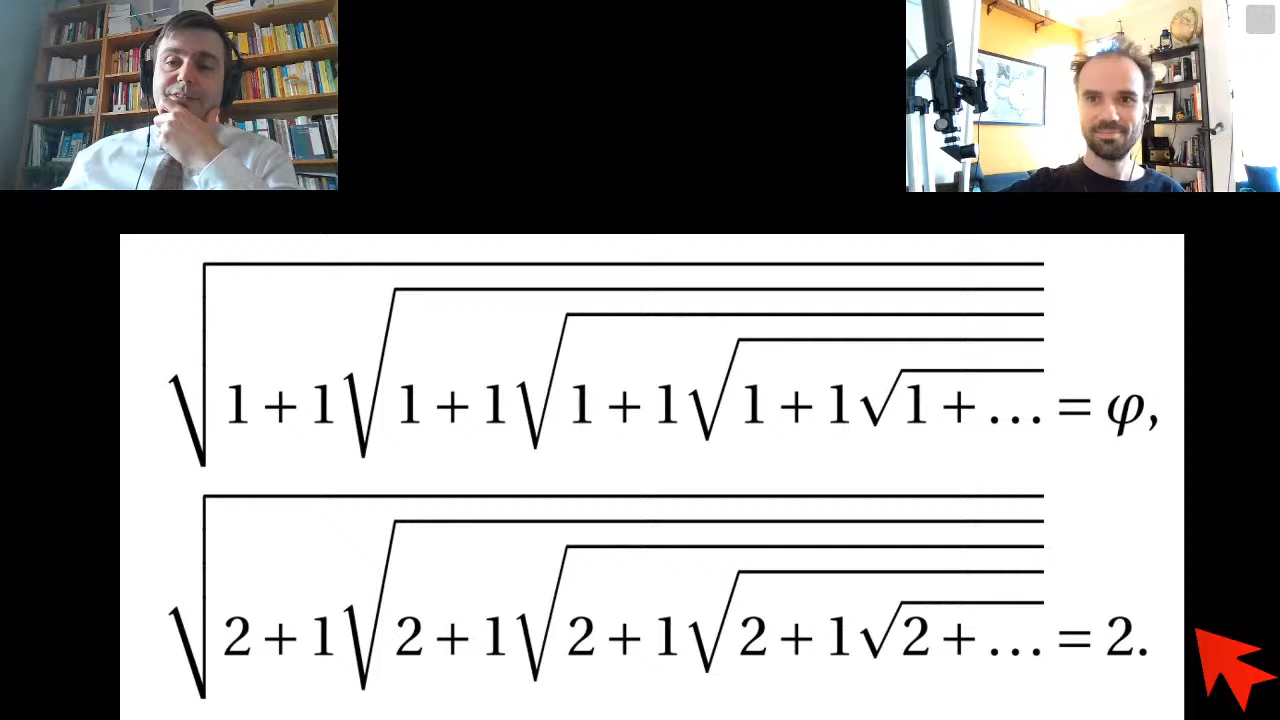 √1 + 1√1 + 1√1 + 1√1 + 1√1 + … = φ,
√2 + 1√2 + 1√2 + 1√2 + 1√2 + … = 2.